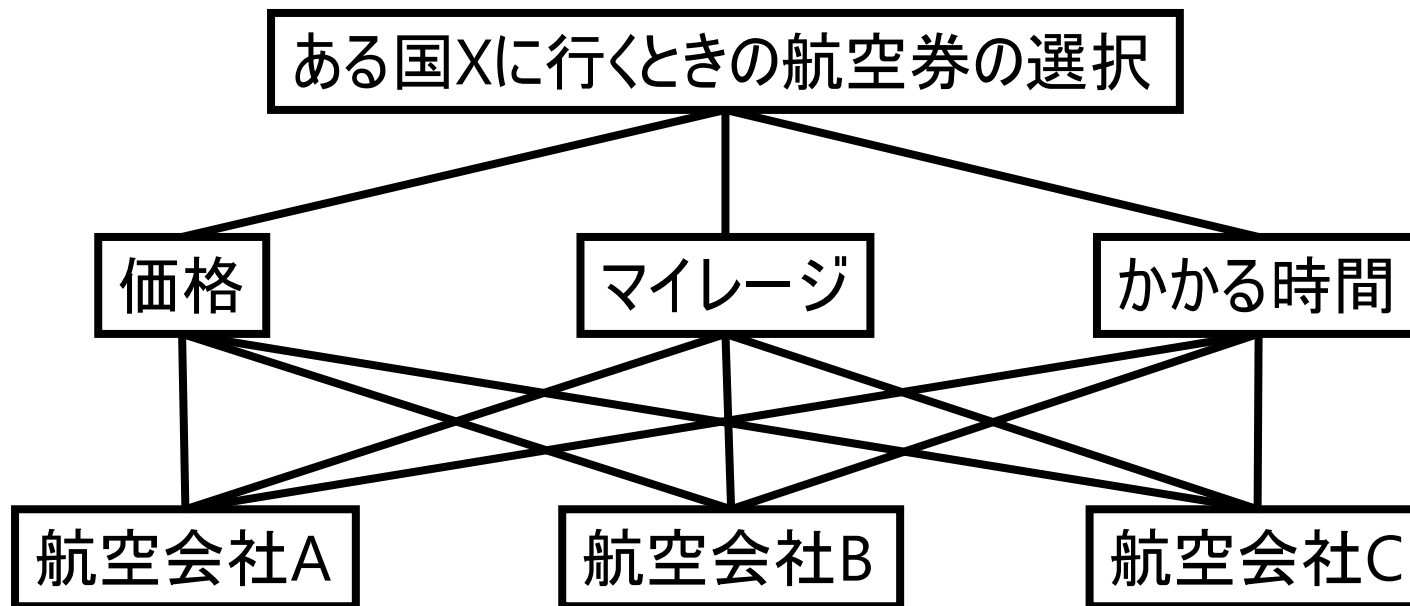 ある国Xに行くときの航空券の選択
価格
マイレージ
かかる時間
航空会社A
航空会社B
航空会社C